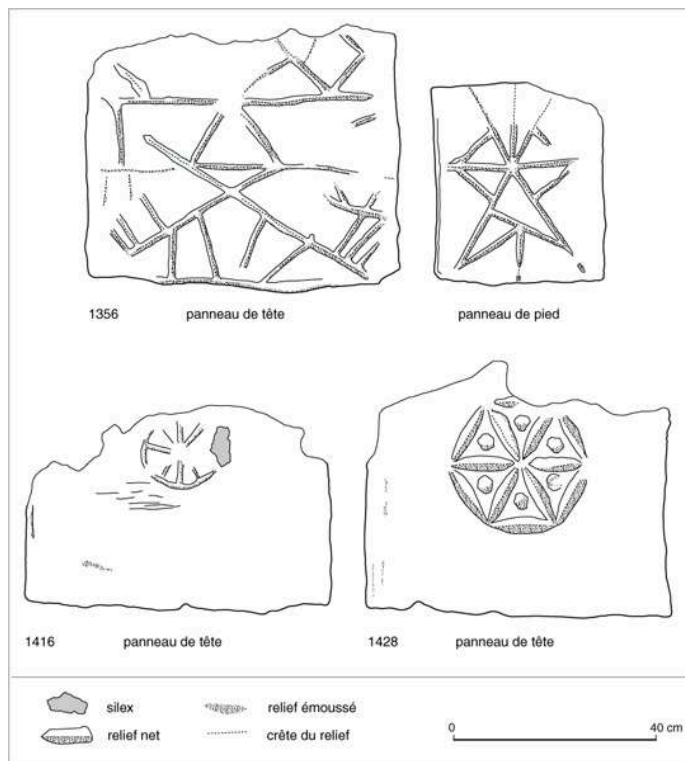 1356 panneau de tête
panneau de pied
1416 panneau de tête
1428 panneau de tête
silex
relief émoussé
relief net
crête du relief
0 40 cm